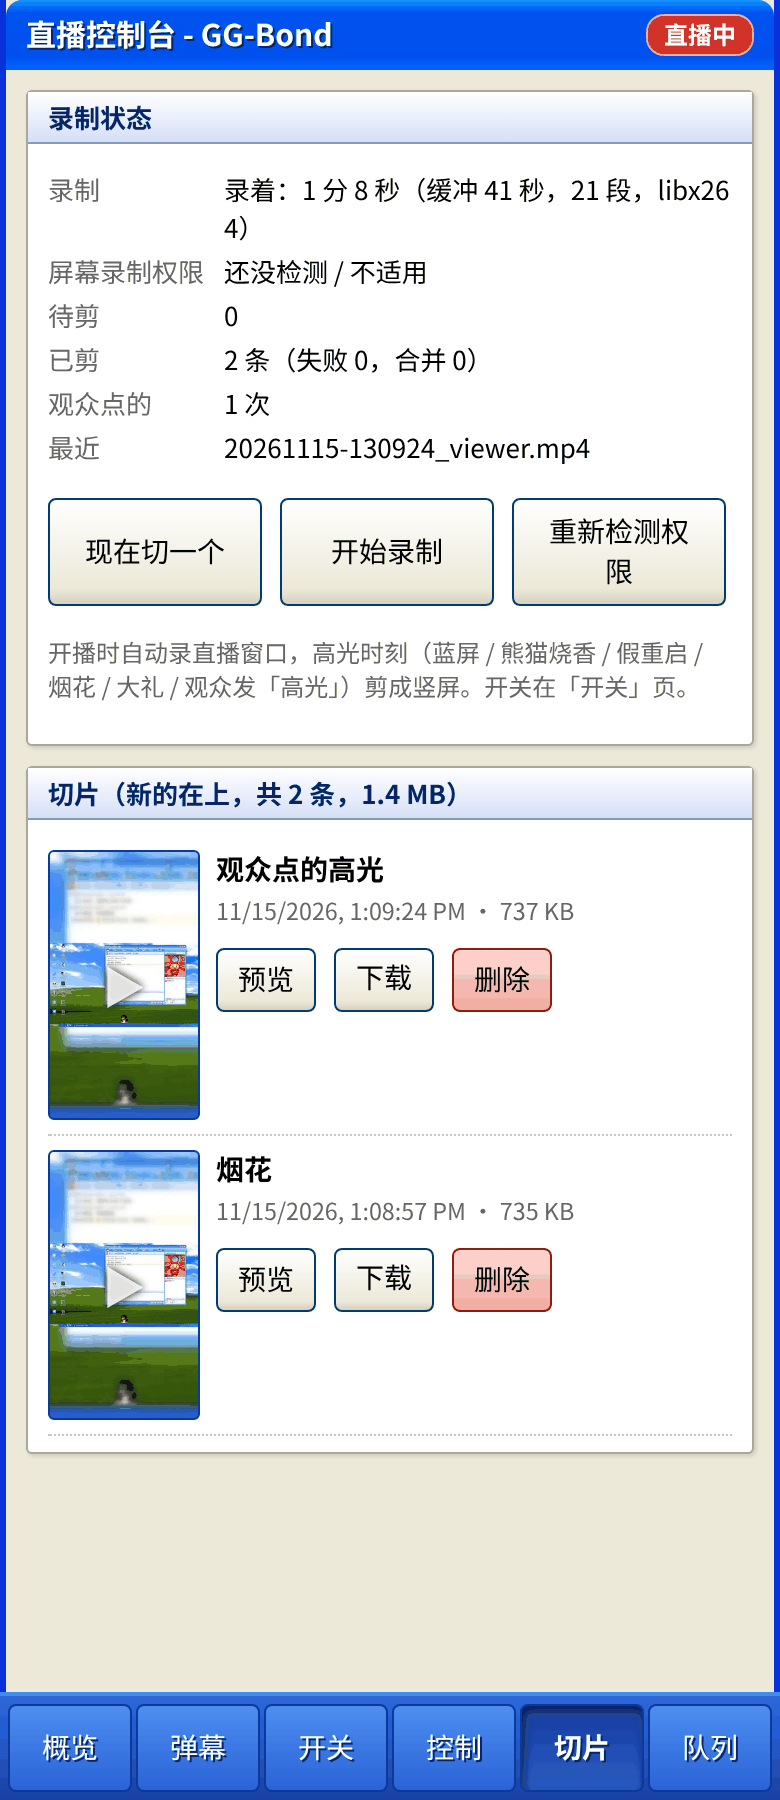 直播控制台 - GG-Bond
直播中
录制状态
录制 录着：1 分 8 秒（缓冲 41 秒，21 段，libx26
4）
屏幕录制权限 还没检测 / 不适用
待剪 0
已剪 2 条（失败 0，合并 0）
观众点的 1 次
最近 20261115-130924_viewer.mp4
现在切一个
开始录制
重新检测权
限
开播时自动录直播窗口，高光时刻（蓝屏 / 熊猫烧香 / 假重启 /
烟花 / 大礼 / 观众发「高光」）剪成竖屏。开关在「开关」页。
切片（新的在上，共 2 条，1.4 MB）
观众点的高光
11/15/2026, 1:09:24 PM · 737 KB
预览 下载 删除
烟花
11/15/2026, 1:08:57 PM · 735 KB
预览 下载 删除
概览 弹幕 开关 控制 切片 队列